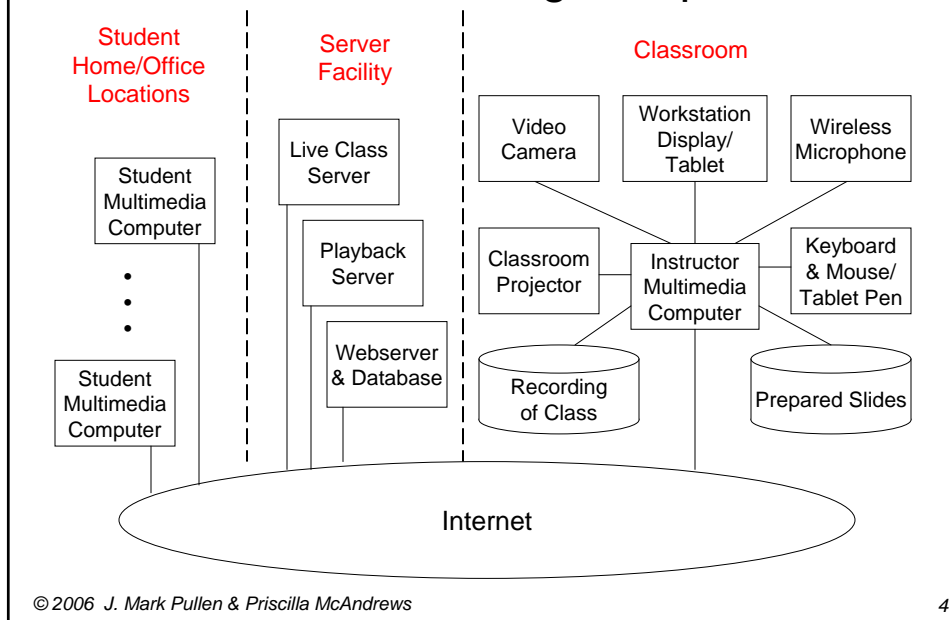 Student
Home/Office
Locations
Server
Facility
Classroom
Student
Multimedia
Computer
•
•
•
Student
Multimedia
Computer
Live Class
Server
Playback
Server
Webserver
& Database
Video
Camera
Workstation
Display/
Tablet
Wireless
Microphone
Classroom
Projector
Instructor
Multimedia
Computer
Keyboard
& Mouse/
Tablet Pen
Recording
of Class
Prepared Slides
Internet
© 2006 J. Mark Pullen & Priscilla McAndrews
4